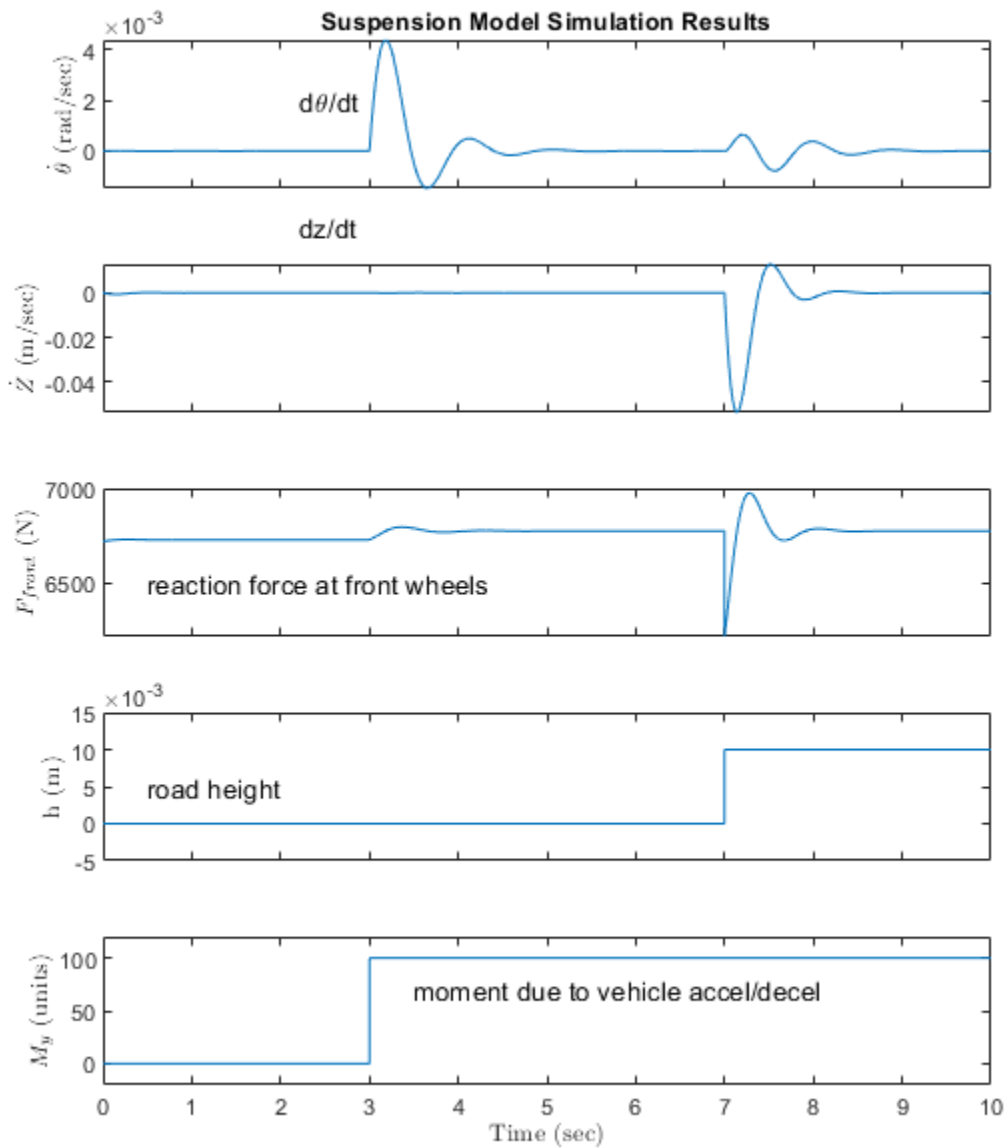 Suspension Model Simulation Results
×10⁻³
4
2
0
θ̇ (rad/sec)
dθ/dt
dz/dt
0
-0.02
-0.04
Ż (m/sec)
7000
6500
F_front (N)
reaction force at front wheels
×10⁻³
15
10
5
0
-5
h (m)
road height
100
50
0
M_y (units)
moment due to vehicle accel/decel
0 1 2 3 4 5 6 7 8 9 10
Time (sec)